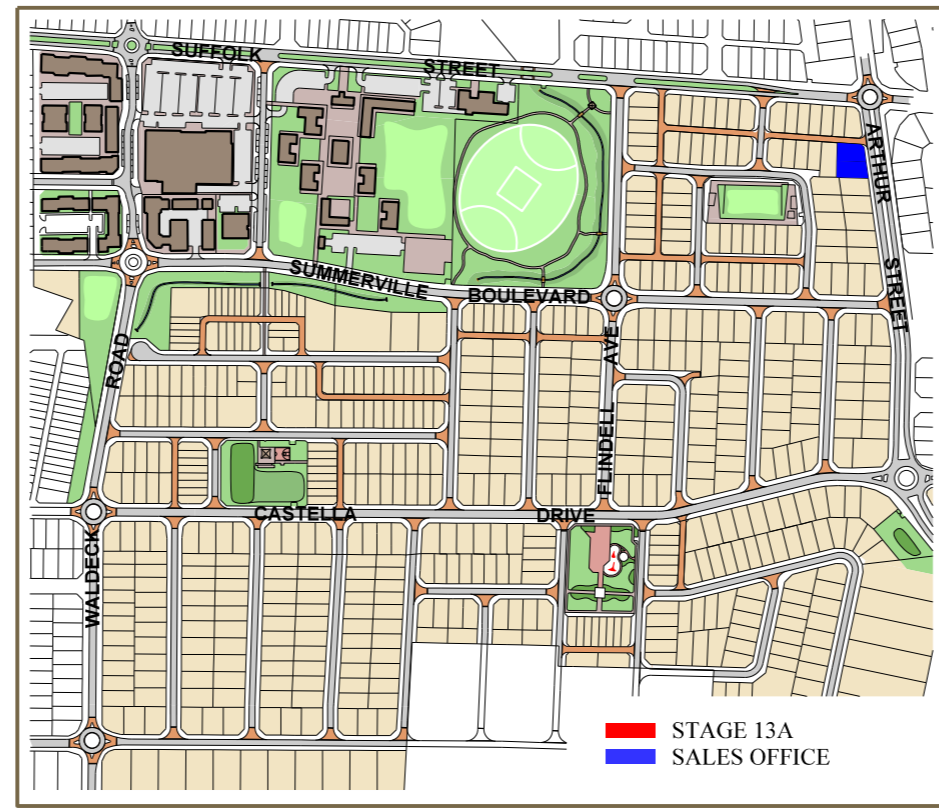 SUFFOLK STREET
ARTHUR STREET
SUMMERVILLE BOULEVARD
ROAD
AVE
FLINDELL
CASTELLA DRIVE
WALDECK
STAGE 13A
SALES OFFICE